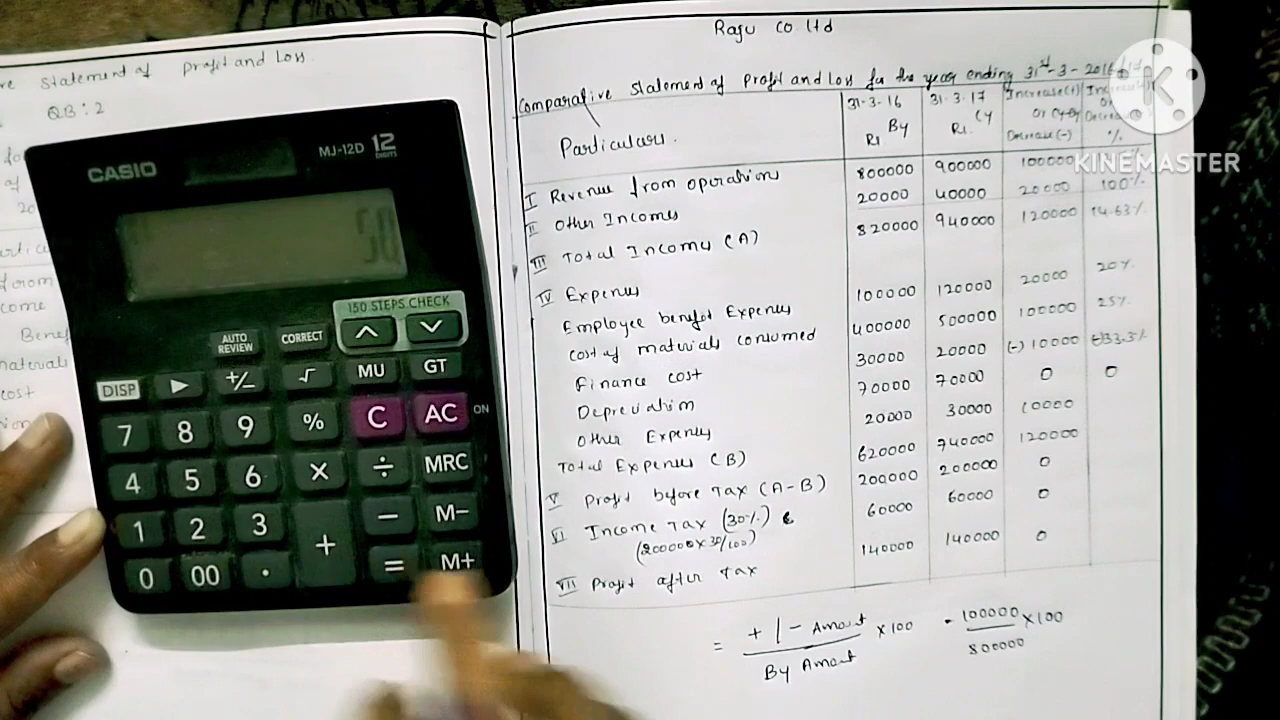 re statement of Profit and Loss.
QB: 2
CASIO
MJ-12D 12 DIGITS
50
150 STEPS CHECK
AUTO REVIEW CORRECT
DISP +/- √ MU GT
7 8 9 % C AC ON
4 5 6 X ÷ MRC
1 2 3 + − M−
0 00 · = M+
Raju Co Ltd
Comparative statement of Profit and Loss for the year ending 31st-3-2016
Particulars. 31-3-16 By Rs 31.3.17 Cy Rs. Increase(+) or Decrease(-) %
I Revenue from operation 800000 900000 100000
II Other Incomes 20000 40000 20000 100%
III Total Incomes (A) 820000 940000 120000 14.63%
IV Expenses
Employee benefit Expenses 100000 120000 20000 20%
Cost of materials consumed 400000 500000 100000 25%
Finance cost 30000 20000 (-) 10000 (-)33.3%
Depreciation 70000 70000 0 0
Other Expenses 20000 30000 10000
Total Expenses (B) 620000 740000 120000
V Profit before Tax (A-B) 200000 200000 0
VI Income Tax (30%) 60000 60000 0
(200000 x 30/100)
VII Profit after tax 140000 140000 0
= + / - Amount / By Amount x 100 = 100000 / 800000 x 100
K
KINEMASTER